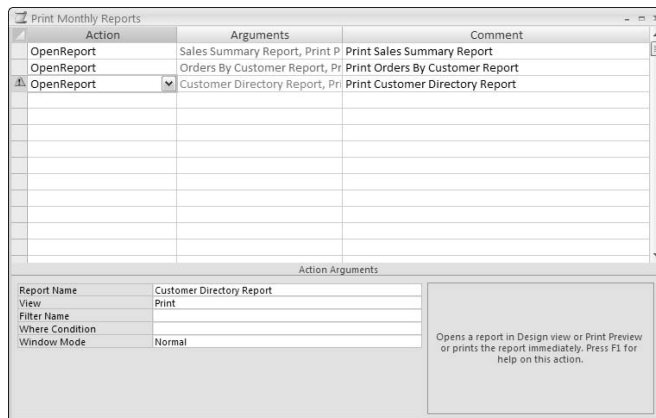 Print Monthly Reports
Action Arguments Comment
OpenReport Sales Summary Report, Print P Print Sales Summary Report
OpenReport Orders By Customer Report, Pr Print Orders By Customer Report
OpenReport Customer Directory Report, Pri Print Customer Directory Report
Action Arguments
Report Name Customer Directory Report
View Print
Filter Name
Where Condition
Window Mode Normal
Opens a report in Design view or Print Preview
or prints the report immediately. Press F1 for
help on this action.